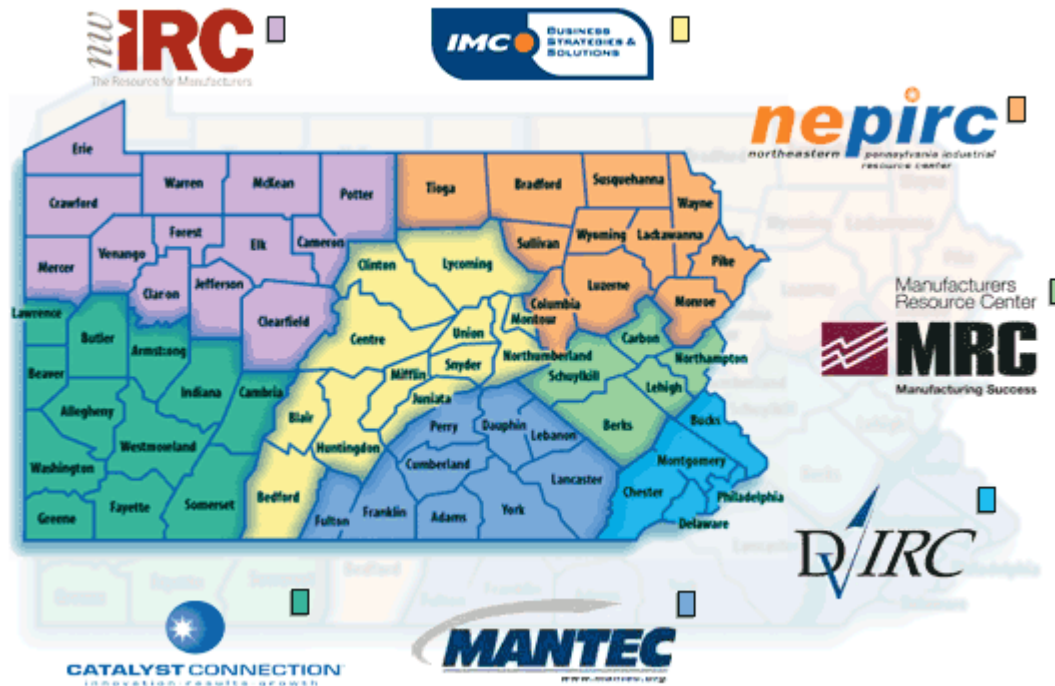 nw IRC
The Resource for Manufacturers
IMC BUSINESS
STRATEGIES &
SOLUTIONS
nepirc
northeastern pennsylvania industrial
resource center
Erie
Warren
McKean
Potter
Tioga
Bradford
Susquehanna
Wayne
Crawford
Forest
Elk
Cameron
Sullivan
Wyoming
Lackawanna
Pike
Mercer
Venango
Clarion
Jefferson
Clearfield
Clinton
Lycoming
Columbia
Luzerne
Monroe
Montour
Manufacturers
Resource Center
MRC
Manufacturing Success
Lawrence
Butler
Armstrong
Centre
Union
Snyder
Northumberland
Carbon
Northampton
Beaver
Indiana
Cambria
Mifflin
Juniata
Schuylkill
Lehigh
Allegheny
Westmoreland
Blair
Huntingdon
Perry
Dauphin
Lebanon
Berks
Bucks
Washington
Cumberland
Lancaster
Montgomery
Greene
Fayette
Somerset
Bedford
Fulton
Franklin
Adams
York
Chester
Philadelphia
Delaware
DVIRC
CATALYST CONNECTION
innovation·results·growth
MANTEC
www.mantec.org